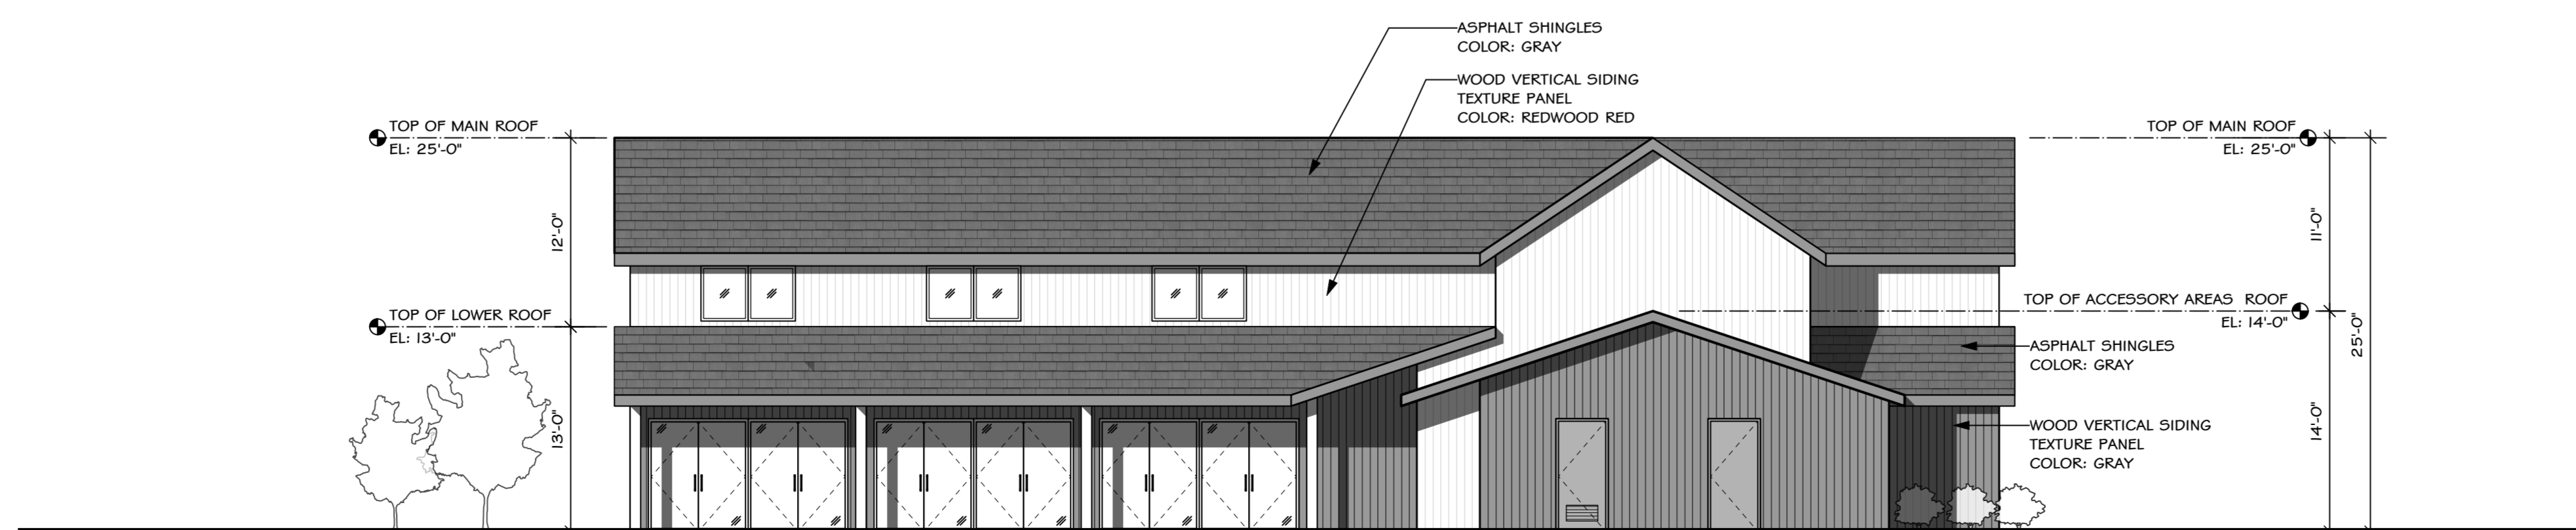 ASPHALT SHINGLES
COLOR: GRAY
WOOD VERTICAL SIDING
TEXTURE PANEL
COLOR: REDWOOD RED
TOP OF MAIN ROOF
EL: 25'-0"
12'-0"
TOP OF LOWER ROOF
EL: 13'-0"
13'-0"
TOP OF MAIN ROOF
EL: 25'-0"
11'-0"
TOP OF ACCESSORY AREAS ROOF
EL: 14'-0"
25'-0"
ASPHALT SHINGLES
COLOR: GRAY
14'-0"
WOOD VERTICAL SIDING
TEXTURE PANEL
COLOR: GRAY